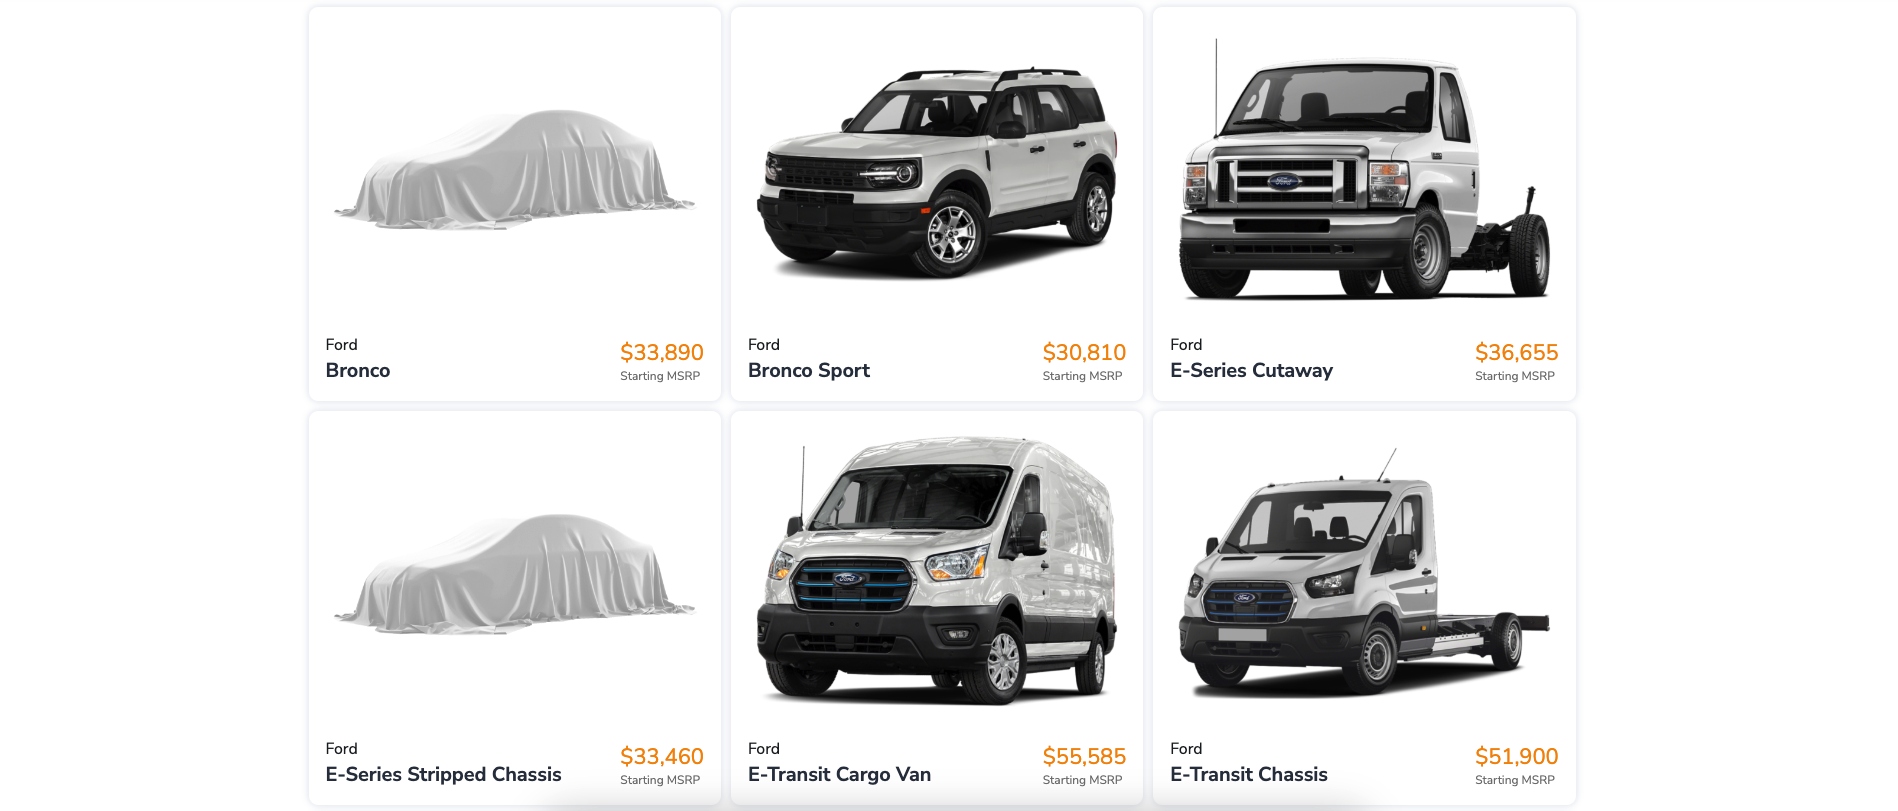 Ford
Bronco
$33,890
Starting MSRP
Ford
Bronco Sport
$30,810
Starting MSRP
Ford
E-Series Cutaway
$36,655
Starting MSRP
Ford
E-Series Stripped Chassis
$33,460
Starting MSRP
Ford
E-Transit Cargo Van
$55,585
Starting MSRP
Ford
E-Transit Chassis
$51,900
Starting MSRP